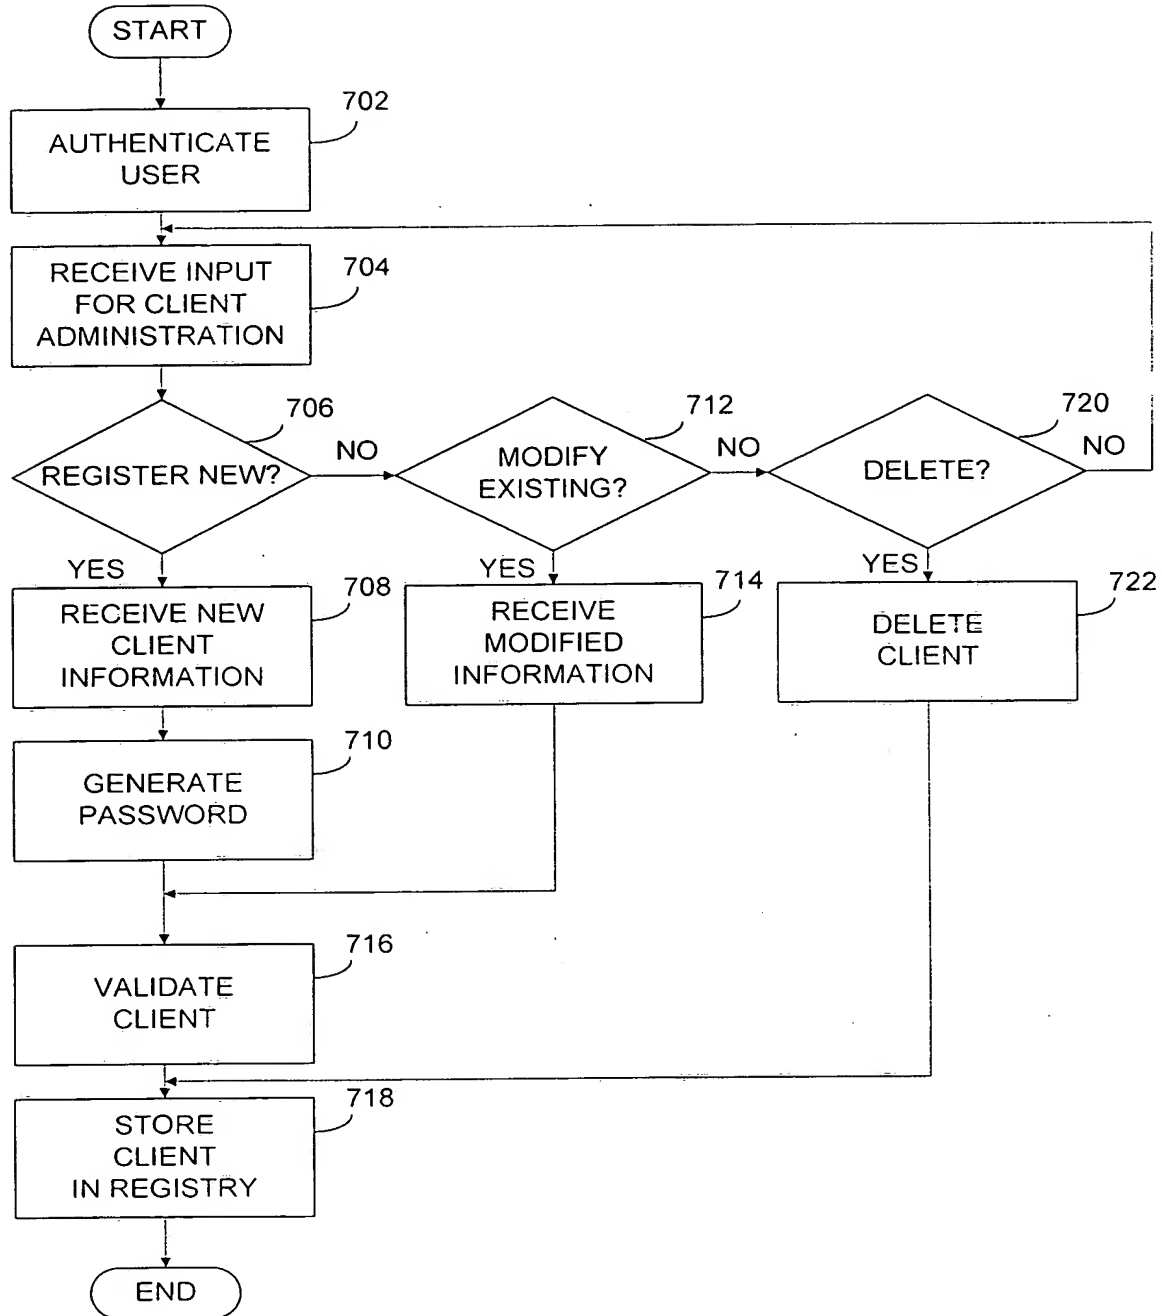 START
702
AUTHENTICATE
USER
RECEIVE INPUT
FOR CLIENT
ADMINISTRATION
704
706
REGISTER NEW?
NO
712
MODIFY
EXISTING?
NO
720
DELETE?
NO
YES
RECEIVE NEW
CLIENT
INFORMATION
708
YES
RECEIVE
MODIFIED
INFORMATION
714
YES
DELETE
CLIENT
722
GENERATE
PASSWORD
710
VALIDATE
CLIENT
716
STORE
CLIENT
IN REGISTRY
718
END